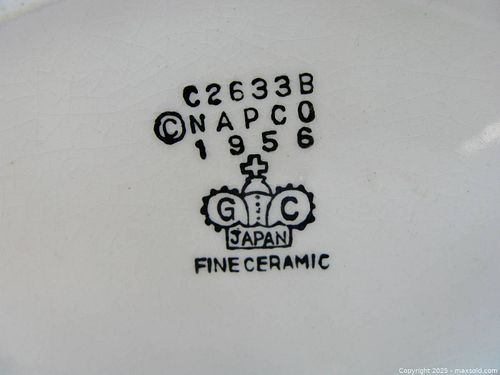 C2633B
© NAPCO
1956
G C
JAPAN
FINE CERAMIC
Copyright 2025 - maxsold.com